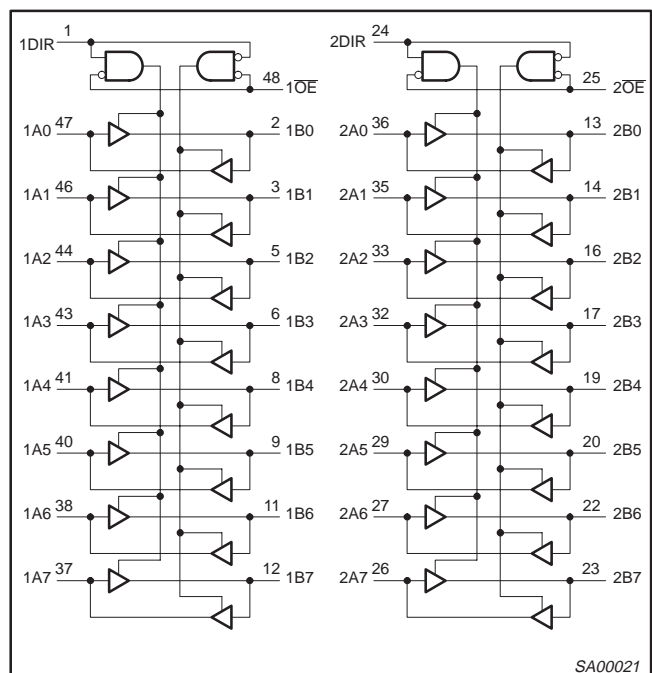 1DIR 1 2DIR 24
48 1O̅E̅ 25 2O̅E̅
1A0 47 2 1B0 2A0 36 13 2B0
1A1 46 3 1B1 2A1 35 14 2B1
1A2 44 5 1B2 2A2 33 16 2B2
1A3 43 6 1B3 2A3 32 17 2B3
1A4 41 8 1B4 2A4 30 19 2B4
1A5 40 9 1B5 2A5 29 20 2B5
1A6 38 11 1B6 2A6 27 22 2B6
1A7 37 12 1B7 2A7 26 23 2B7
SA00021